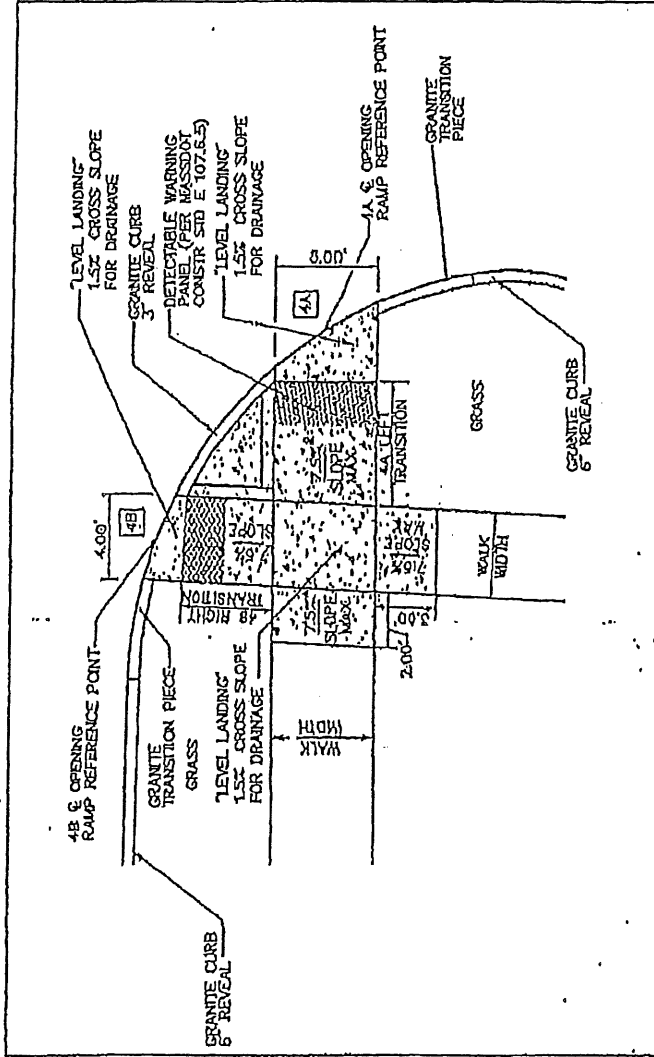 "LEVEL LANDING"
1.5% CROSS SLOPE
FOR DRAINAGE
GRANITE CURB
3" REVEAL
DETECTABLE WARNING
PANEL (PER MASSDOT
CONSTR STD E 107.6.5)
"LEVEL LANDING"
1.5% CROSS SLOPE
FOR DRAINAGE
4A ℄ OPENING
RAMP REFERENCE POINT
GRANITE
TRANSITION
PIECE
4.00'
4B
4A
4B ℄ OPENING
RAMP REFERENCE POINT
GRANITE
TRANSITION PIECE
GRASS
"LEVEL LANDING"
1.5% CROSS SLOPE
FOR DRAINAGE
7.6%
SLOPE
4B RIGHT
TRANSITION
7.5%
SLOPE
MAX
7.5%
SLOPE
MAX
4A LEFT
TRANSITION
SLOPE
WALK
WIDTH
WALK
WIDTH
2.00'
GRASS
GRANITE CURB
6" REVEAL
GRANITE CURB
6" REVEAL